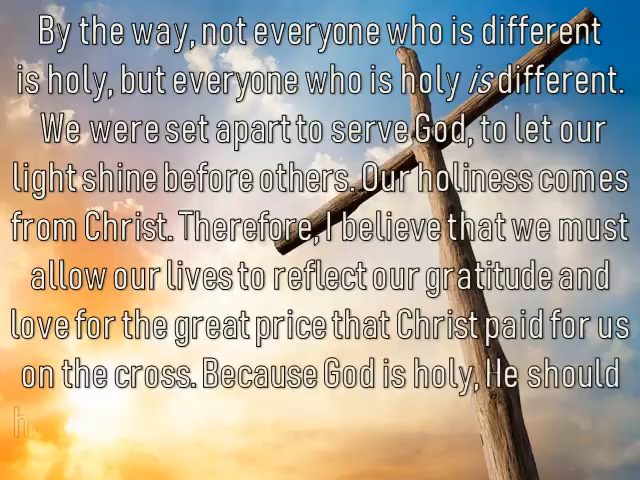 By the way, not everyone who is different
is holy, but everyone who is holy is different.
We were set apart to serve God, to let our
light shine before others. Our holiness comes
from Christ. Therefore, I believe that we must
allow our lives to reflect our gratitude and
love for the great price that Christ paid for us
on the cross. Because God is holy, He should
h